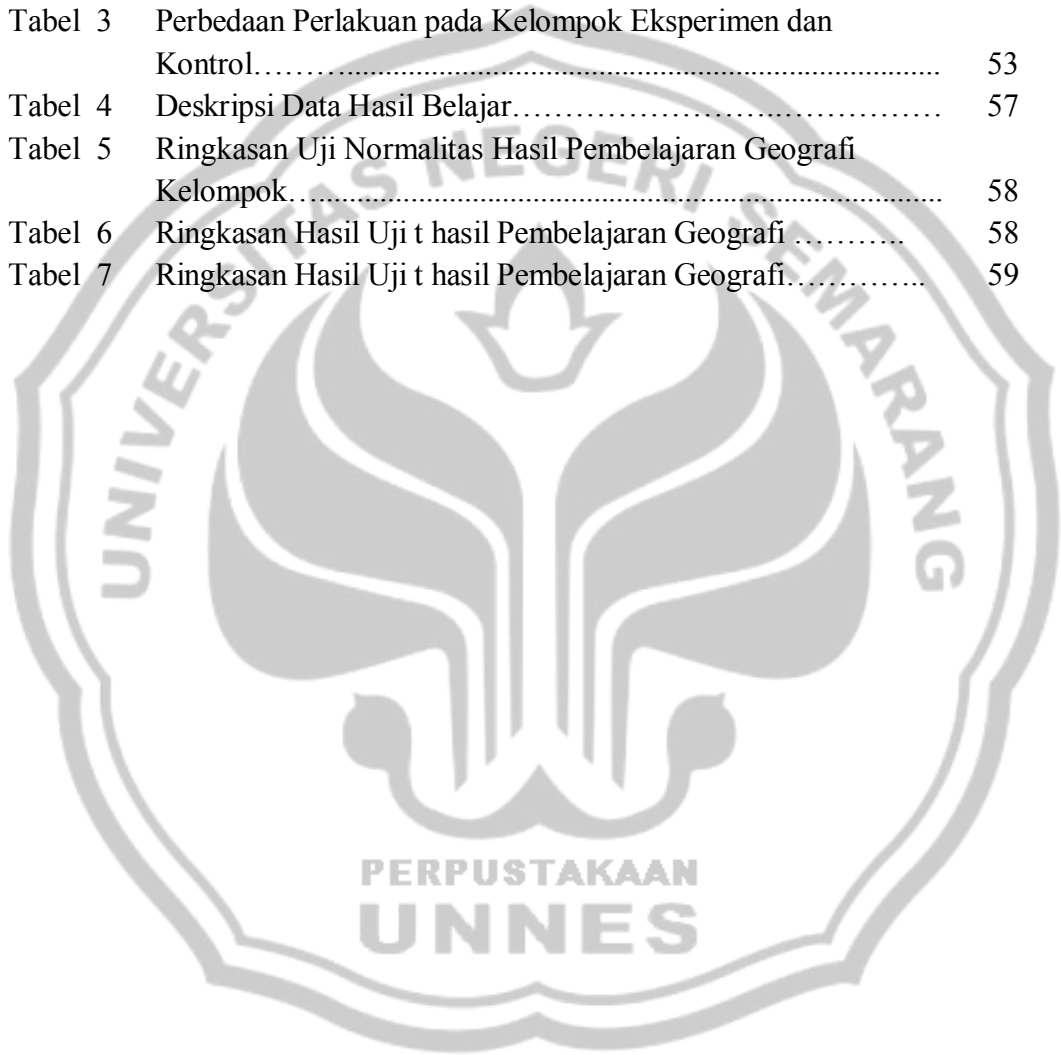 Tabel 3 Perbedaan Perlakuan pada Kelompok Eksperimen dan
Kontrol………............................................................................ 53
Tabel 4 Deskripsi Data Hasil Belajar……………………..…………… 57
Tabel 5 Ringkasan Uji Normalitas Hasil Pembelajaran Geografi
Kelompok…............................................................................... 58
Tabel 6 Ringkasan Hasil Uji t hasil Pembelajaran Geografi ……….. 58
Tabel 7 Ringkasan Hasil Uji t hasil Pembelajaran Geografi………….. 59
UNIVERSITAS NEGERI SEMARANG
PERPUSTAKAAN
UNNES